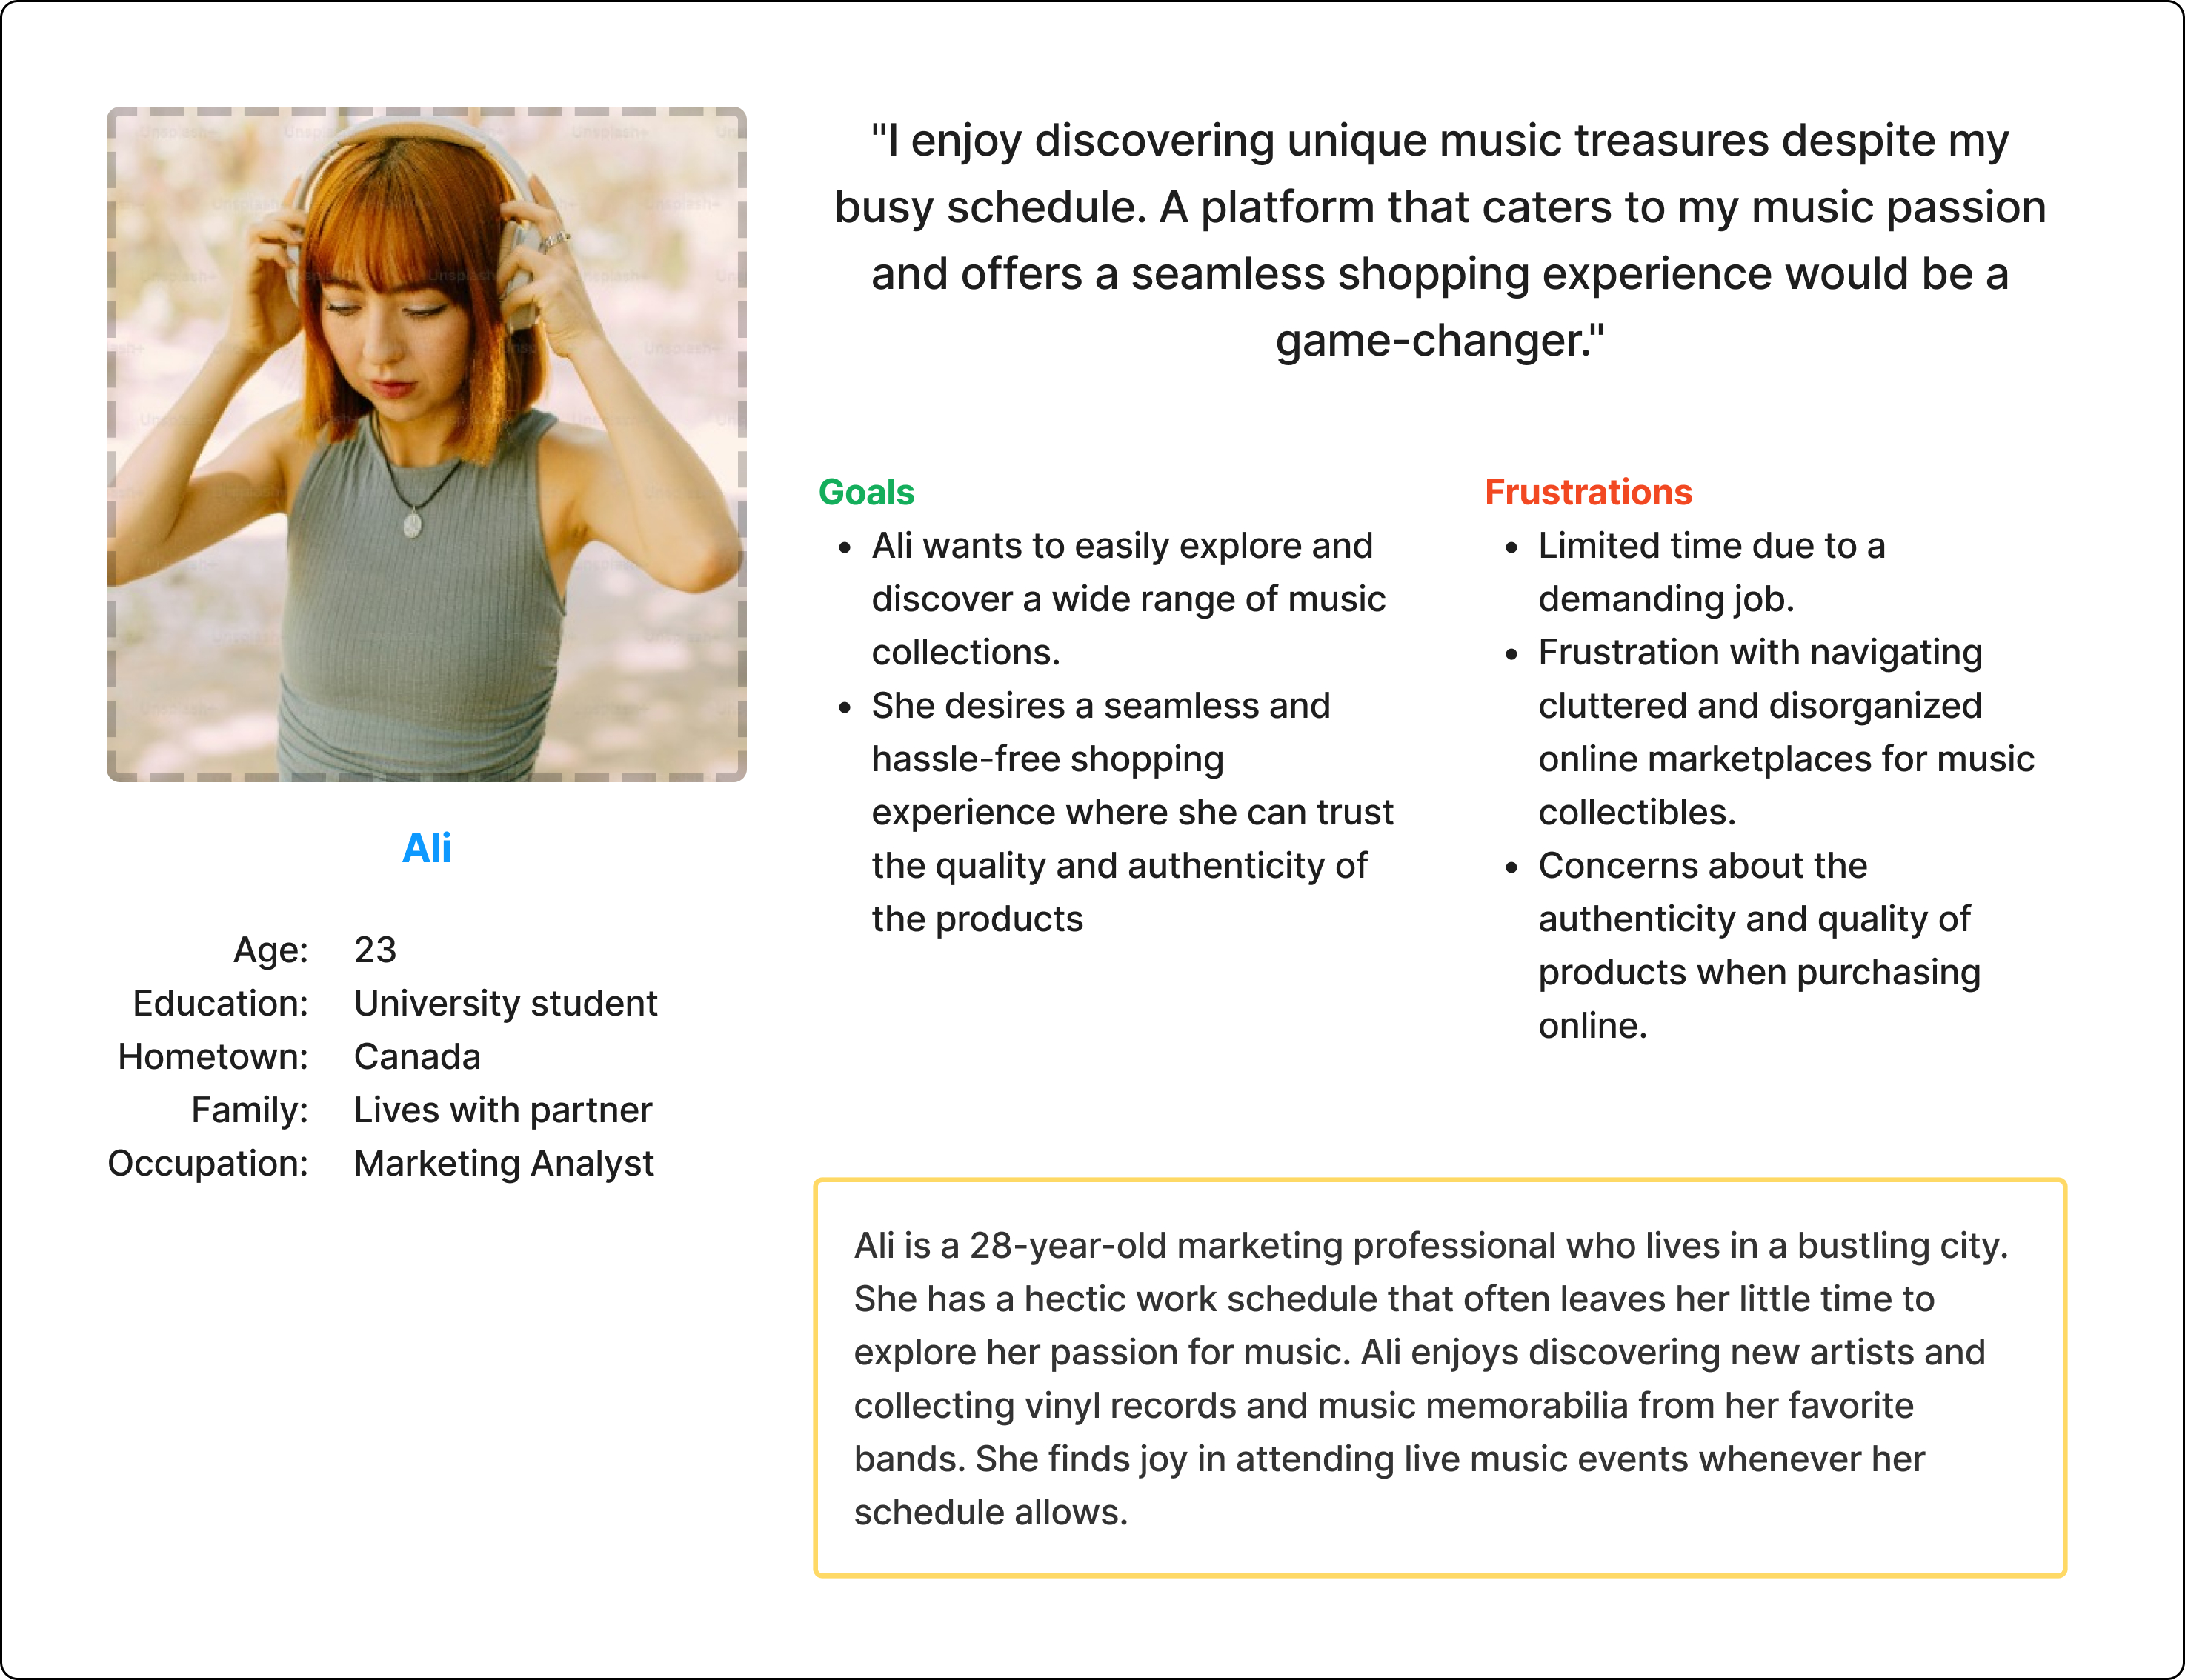 "I enjoy discovering unique music treasures despite my
busy schedule. A platform that caters to my music passion
and offers a seamless shopping experience would be a
game-changer."
Goals
• Ali wants to easily explore and
discover a wide range of music
collections.
• She desires a seamless and
hassle-free shopping
experience where she can trust
the quality and authenticity of
the products
Frustrations
• Limited time due to a
demanding job.
• Frustration with navigating
cluttered and disorganized
online marketplaces for music
collectibles.
• Concerns about the
authenticity and quality of
products when purchasing
online.
Ali
Age: 23
Education: University student
Hometown: Canada
Family: Lives with partner
Occupation: Marketing Analyst
Ali is a 28-year-old marketing professional who lives in a bustling city.
She has a hectic work schedule that often leaves her little time to
explore her passion for music. Ali enjoys discovering new artists and
collecting vinyl records and music memorabilia from her favorite
bands. She finds joy in attending live music events whenever her
schedule allows.
Unsplash+